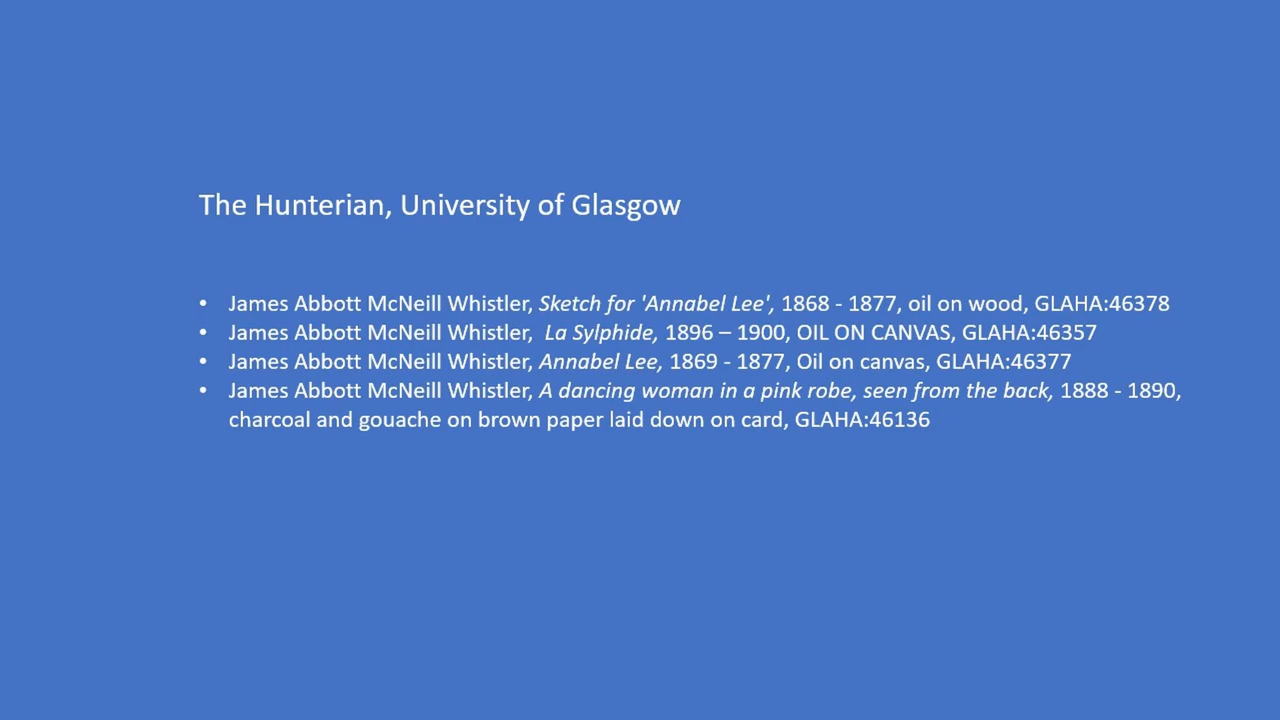 The Hunterian, University of Glasgow
• James Abbott McNeill Whistler, Sketch for 'Annabel Lee', 1868 - 1877, oil on wood, GLAHA:46378
• James Abbott McNeill Whistler,  La Sylphide, 1896 – 1900, OIL ON CANVAS, GLAHA:46357
• James Abbott McNeill Whistler, Annabel Lee, 1869 - 1877, Oil on canvas, GLAHA:46377
• James Abbott McNeill Whistler, A dancing woman in a pink robe, seen from the back, 1888 - 1890,
charcoal and gouache on brown paper laid down on card, GLAHA:46136